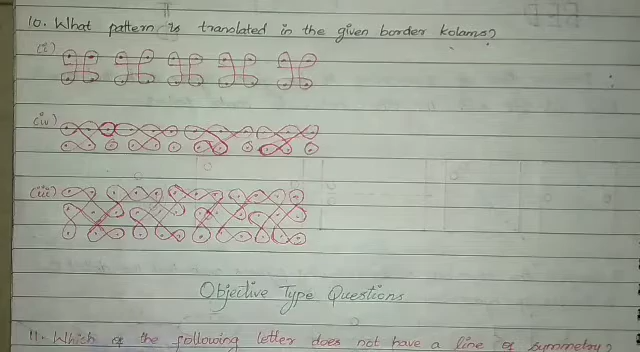 10. What pattern is translated in the given border kolams?
(i)
(iv)
(iii)
Objective Type Questions
11. Which of the following letter does not have a line of symmetry?